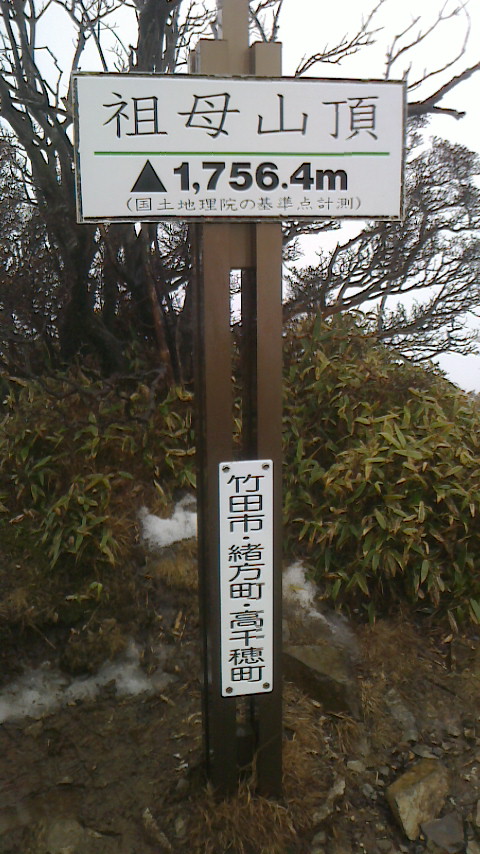 祖母山頂
▲1,756.4m
(国土地理院の基準点計測)
竹田市・緒方町・高千穂町